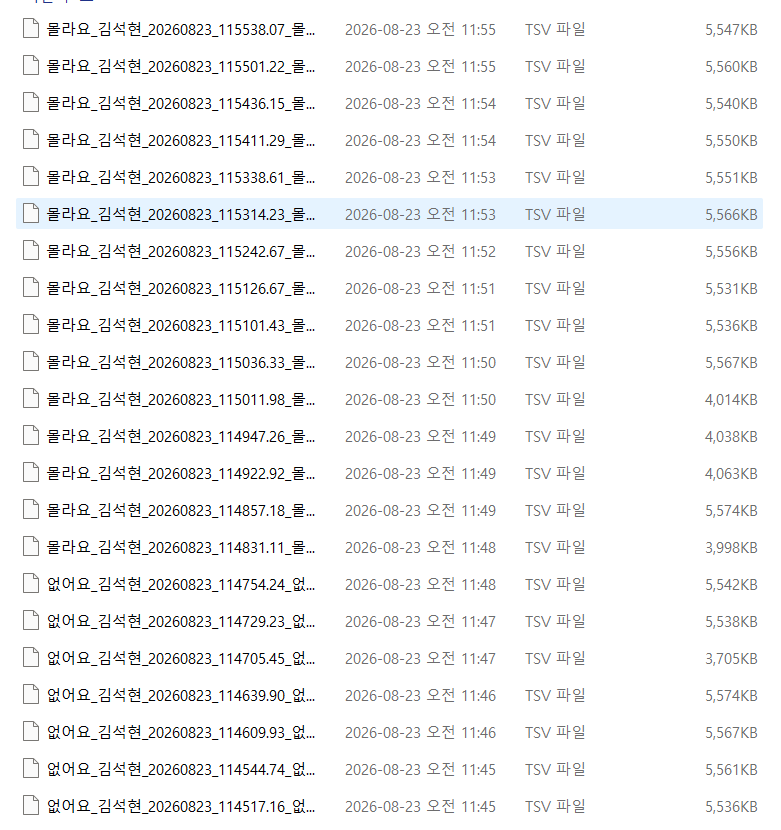 몰라요_김석현_20260823_115538.07_몰... 2026-08-23 오전 11:55 TSV 파일 5,547KB
몰라요_김석현_20260823_115501.22_몰... 2026-08-23 오전 11:55 TSV 파일 5,560KB
몰라요_김석현_20260823_115436.15_몰... 2026-08-23 오전 11:54 TSV 파일 5,540KB
몰라요_김석현_20260823_115411.29_몰... 2026-08-23 오전 11:54 TSV 파일 5,550KB
몰라요_김석현_20260823_115338.61_몰... 2026-08-23 오전 11:53 TSV 파일 5,551KB
몰라요_김석현_20260823_115314.23_몰... 2026-08-23 오전 11:53 TSV 파일 5,566KB
몰라요_김석현_20260823_115242.67_몰... 2026-08-23 오전 11:52 TSV 파일 5,556KB
몰라요_김석현_20260823_115126.67_몰... 2026-08-23 오전 11:51 TSV 파일 5,531KB
몰라요_김석현_20260823_115101.43_몰... 2026-08-23 오전 11:51 TSV 파일 5,536KB
몰라요_김석현_20260823_115036.33_몰... 2026-08-23 오전 11:50 TSV 파일 5,567KB
몰라요_김석현_20260823_115011.98_몰... 2026-08-23 오전 11:50 TSV 파일 4,014KB
몰라요_김석현_20260823_114947.26_몰... 2026-08-23 오전 11:49 TSV 파일 4,038KB
몰라요_김석현_20260823_114922.92_몰... 2026-08-23 오전 11:49 TSV 파일 4,063KB
몰라요_김석현_20260823_114857.18_몰... 2026-08-23 오전 11:49 TSV 파일 5,574KB
몰라요_김석현_20260823_114831.11_몰... 2026-08-23 오전 11:48 TSV 파일 3,998KB
없어요_김석현_20260823_114754.24_없... 2026-08-23 오전 11:48 TSV 파일 5,542KB
없어요_김석현_20260823_114729.23_없... 2026-08-23 오전 11:47 TSV 파일 5,538KB
없어요_김석현_20260823_114705.45_없... 2026-08-23 오전 11:47 TSV 파일 3,705KB
없어요_김석현_20260823_114639.90_없... 2026-08-23 오전 11:46 TSV 파일 5,574KB
없어요_김석현_20260823_114609.93_없... 2026-08-23 오전 11:46 TSV 파일 5,567KB
없어요_김석현_20260823_114544.74_없... 2026-08-23 오전 11:45 TSV 파일 5,561KB
없어요_김석현_20260823_114517.16_없... 2026-08-23 오전 11:45 TSV 파일 5,536KB